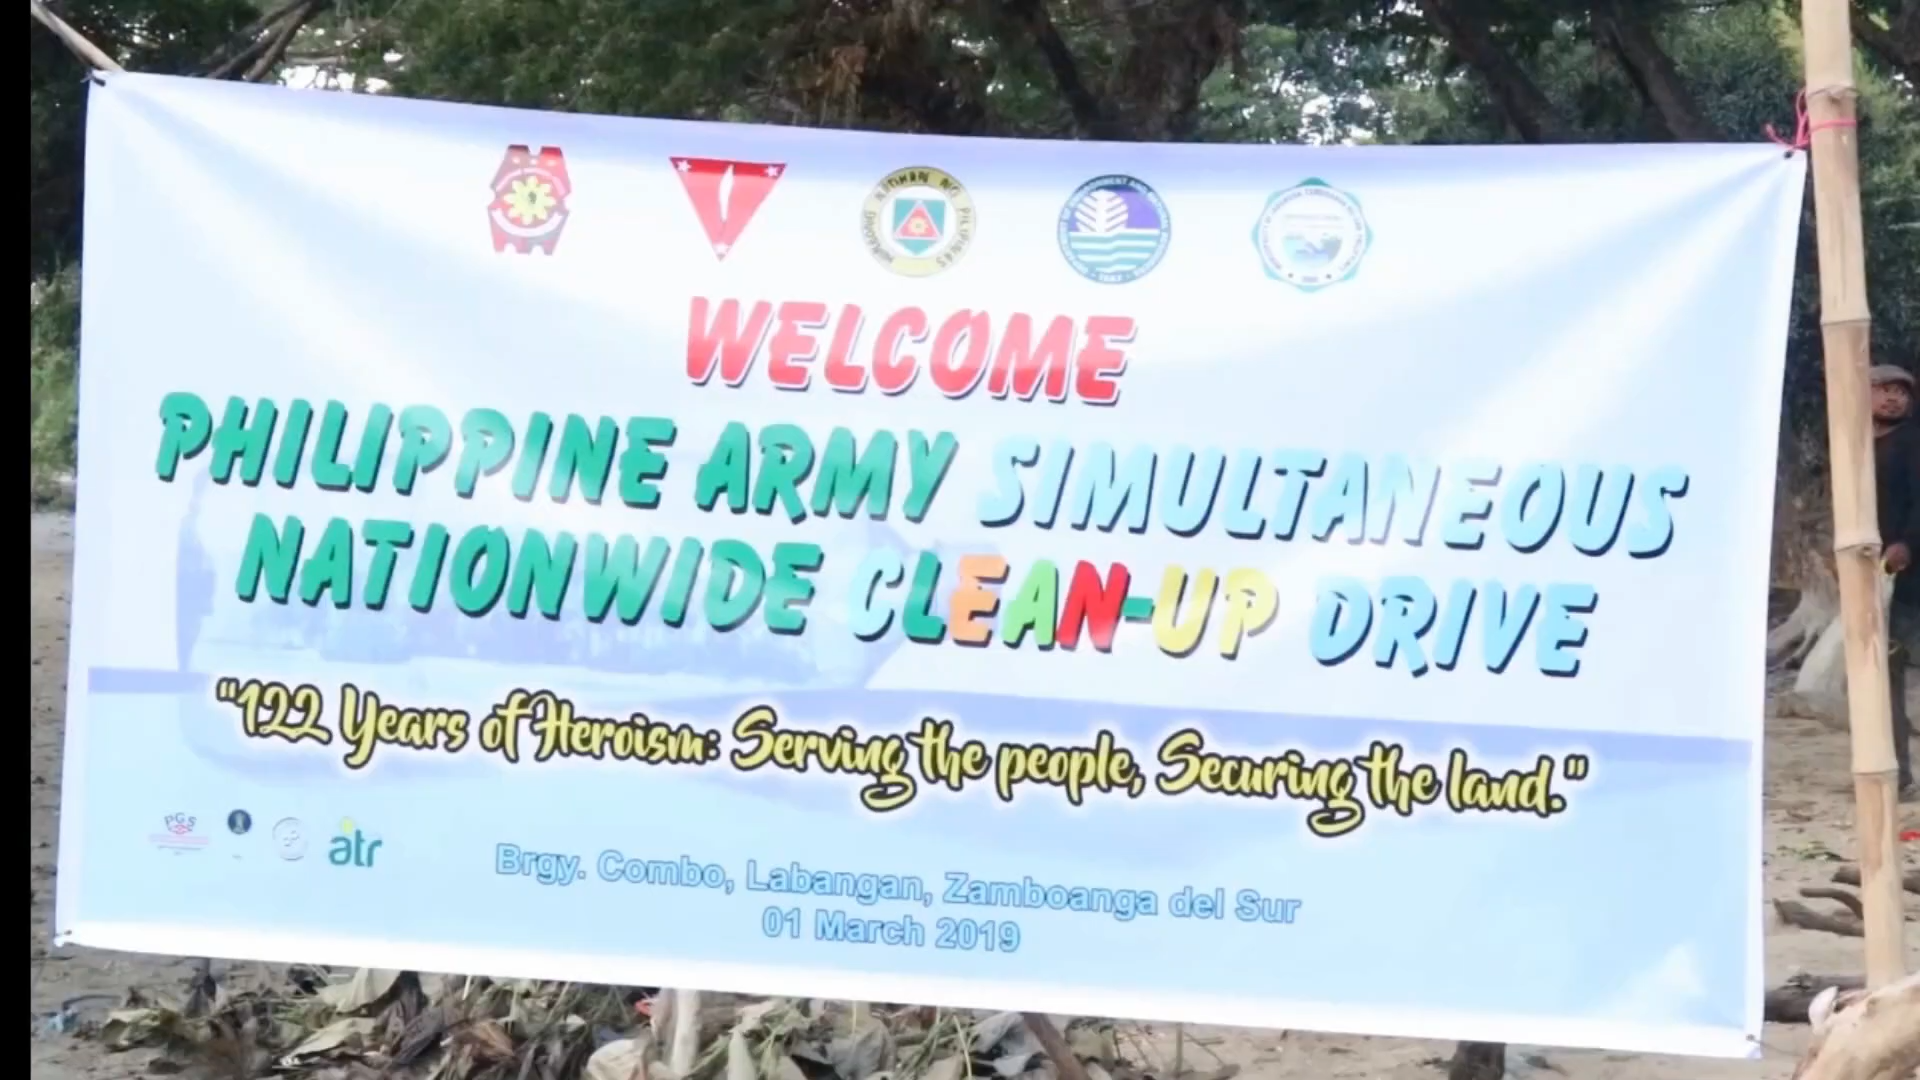 WELCOME
PHILIPPINE ARMY SIMULTANEOUS
NATIONWIDE CLEAN-UP DRIVE
"122 Years of Heroism: Serving the people, Securing the land."
PGS
atr
Brgy. Combo, Labangan, Zamboanga del Sur
01 March 2019